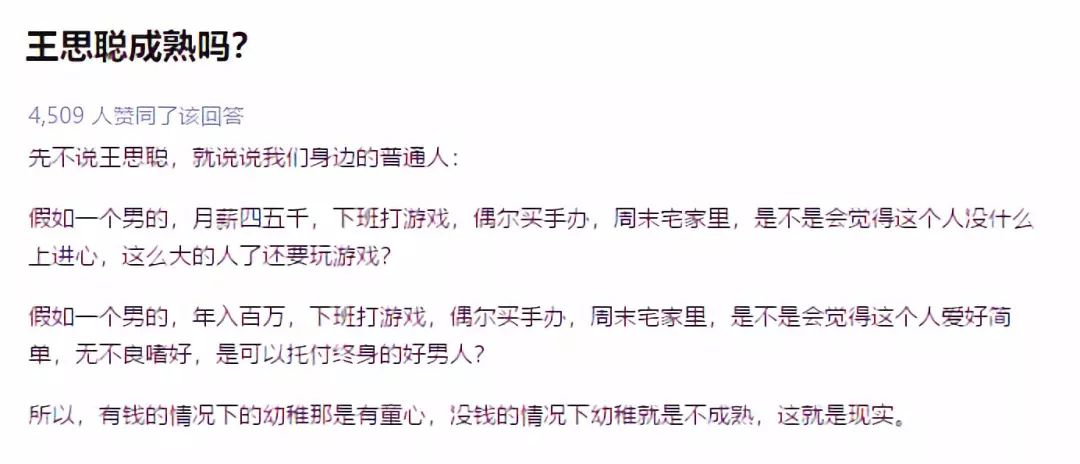 王思聪成熟吗?
4,509 人赞同了该回答
先不说王思聪，就说说我们身边的普通人：
假如一个男的，月薪四五千，下班打游戏，偶尔买手办，周末宅家里，是不是会觉得这个人没什么
上进心，这么大的人了还要玩游戏？
假如一个男的，年入百万，下班打游戏，偶尔买手办，周末宅家里，是不是会觉得这个人爱好简
单，无不良嗜好，是可以托付终身的好男人？
所以，有钱的情况下的幼稚那是有童心，没钱的情况下幼稚就是不成熟，这就是现实。